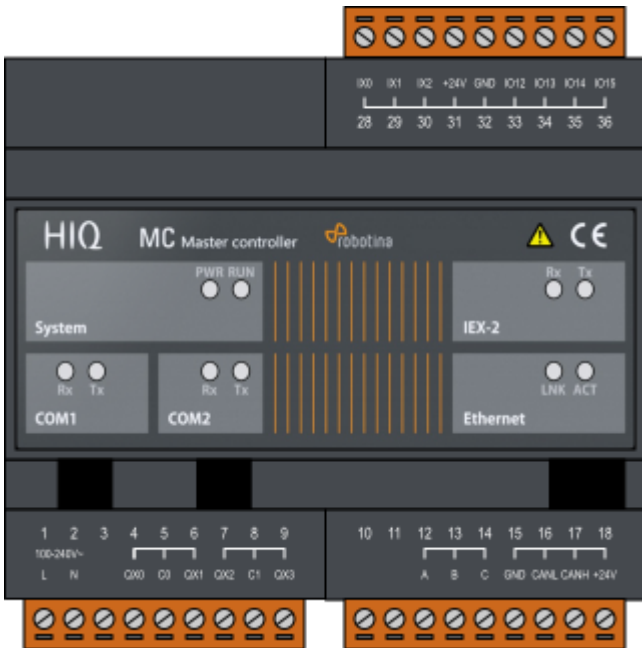 IX0 IX1 IX2 +24V GND IO12 IO13 IO14 IO15
28 29 30 31 32 33 34 35 36
HIQ MC Master controller robotina CE
PWR RUN
System
Rx Tx
IEX-2
Rx Tx
COM1
Rx Tx
COM2
LNK ACT
Ethernet
1 2 3 4 5 6 7 8 9
100-240V~
L N QX0 C0 QX1 QX2 C1 QX3
10 11 12 13 14 15 16 17 18
A B C GND CANL CANH +24V